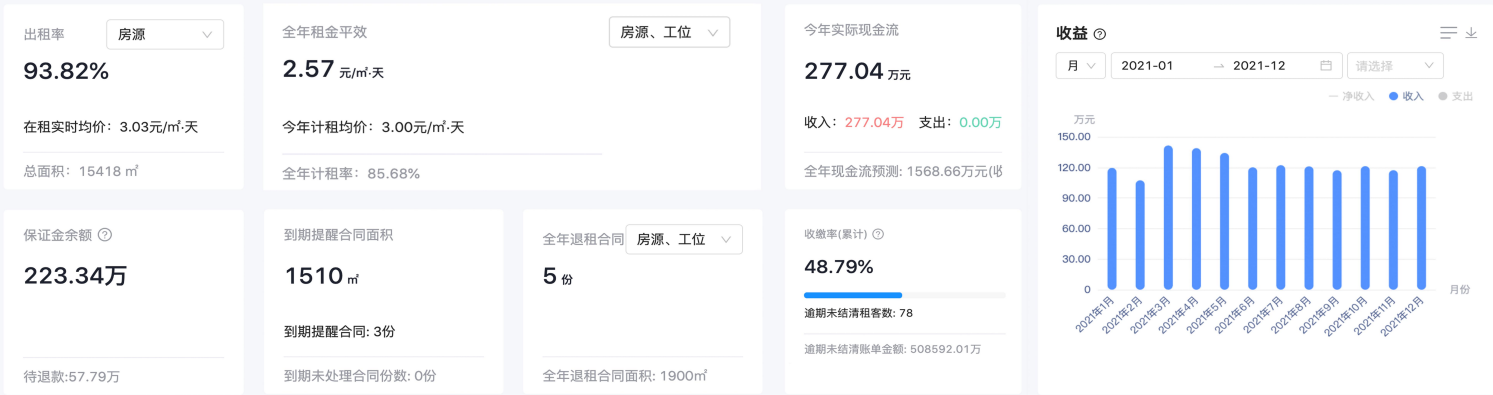 出租率
房源
93.82%
在租实时均价：3.03元/㎡·天
总面积：15418 ㎡
全年租金平效
房源、工位
2.57 元/㎡·天
今年计租均价：3.00元/㎡·天
全年计租率：85.68%
今年实际现金流
277.04 万元
收入：277.04万 支出：0.00万
全年现金流预测: 1568.66万元(收
保证金余额
223.34万
待退款:57.79万
到期提醒合同面积
1510 ㎡
到期提醒合同: 3份
到期未处理合同份数: 0份
全年退租合同
房源、工位
5 份
全年退租合同面积: 1900㎡
收缴率(累计)
48.79%
逾期未结清租客数: 78
逾期未结清账单金额: 508592.01万
收益
月
2021-01 → 2021-12
请选择
净收入 收入 支出
万元
150.00
120.00
90.00
60.00
30.00
0
月份
2021年1月
2021年2月
2021年3月
2021年4月
2021年5月
2021年6月
2021年7月
2021年8月
2021年9月
2021年10月
2021年11月
2021年12月